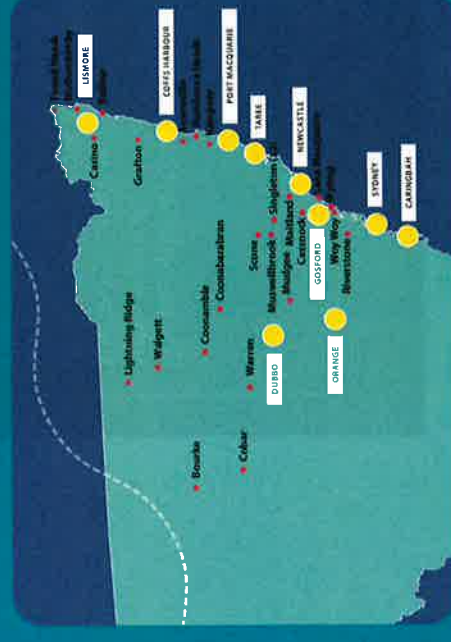 LISMORE
Casino
COFFS HARBOUR
Grafton
PORT MACQUARIE
TAREE
NEWCASTLE
Singleton
Maitland
Cessnock
Muswellbrook
Mudgee
Scone
GOSFORD
Woy Woy
Riverstone
SYDNEY
CARINGBAH
Lightning Ridge
Walgett
Coonamble
Coonabarabran
Warren
DUBBO
ORANGE
Bourke
Cobar